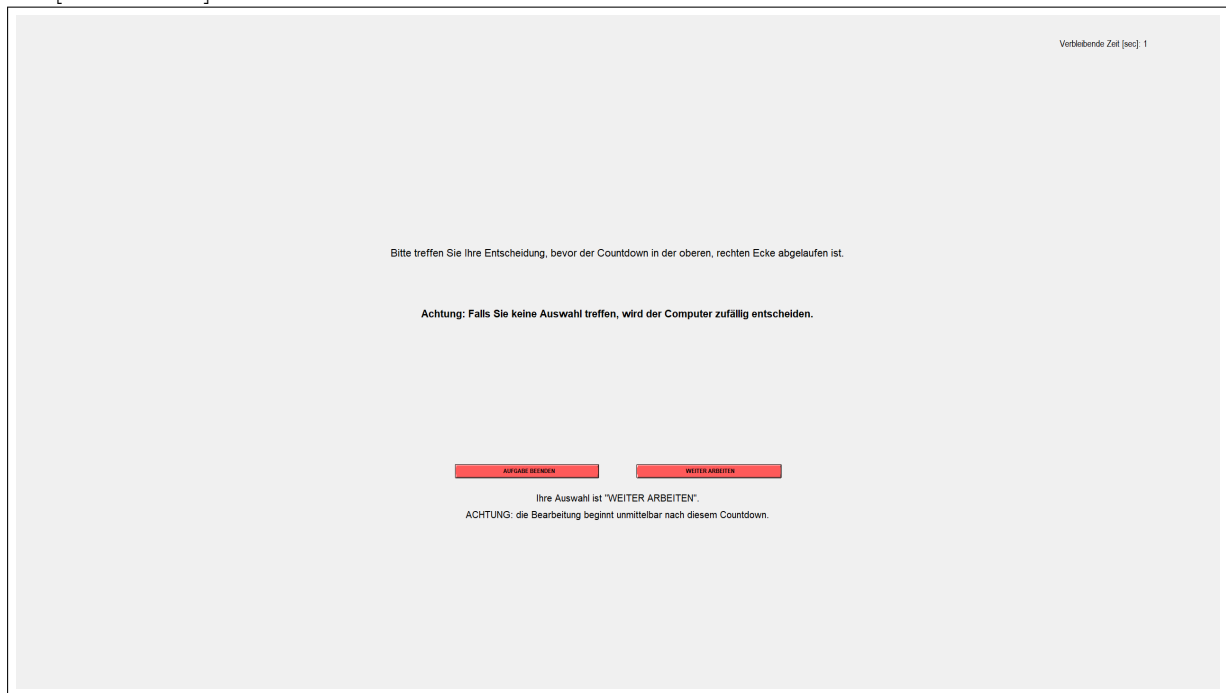 Verbleibende Zeit [sec]: 1
Bitte treffen Sie Ihre Entscheidung, bevor der Countdown in der oberen, rechten Ecke abgelaufen ist.
Achtung: Falls Sie keine Auswahl treffen, wird der Computer zufällig entscheiden.
AUFGABE BEENDEN WEITER ARBEITEN
Ihre Auswahl ist "WEITER ARBEITEN".
ACHTUNG: die Bearbeitung beginnt unmittelbar nach diesem Countdown.